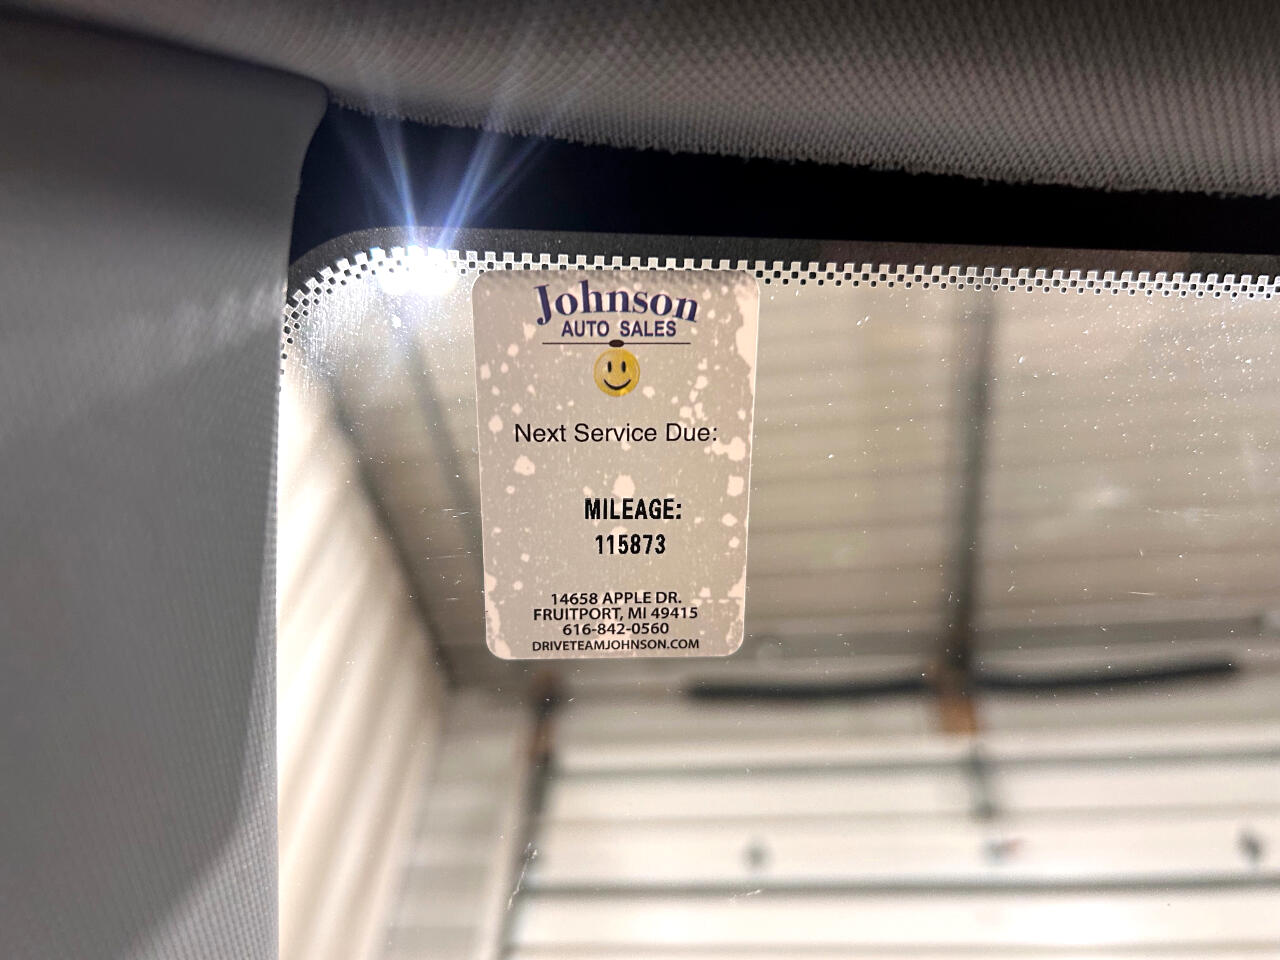 Johnson
AUTO SALES
Next Service Due:
MILEAGE:
115873
14658 APPLE DR.
FRUITPORT, MI 49415
616-842-0560
DRIVETEAMJOHNSON.COM